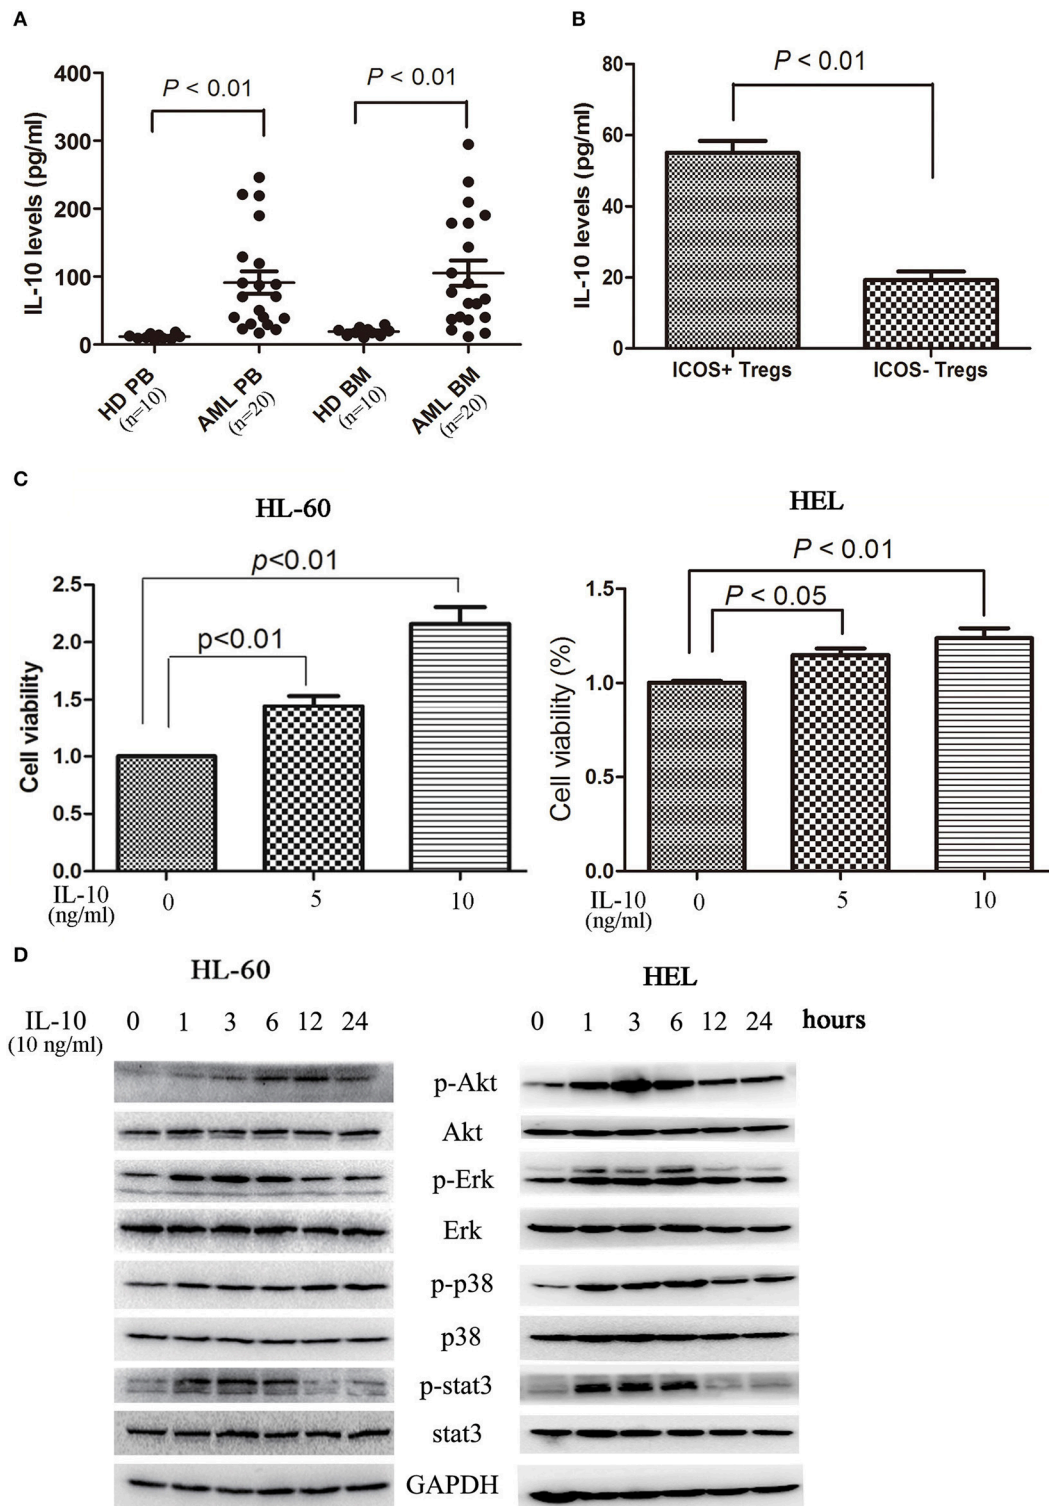 A
B
P < 0.01
P < 0.01
400
300
200
100
0
IL-10 levels (pg/ml)
HD PB
(n=10)
AML PB
(n=20)
HD BM
(n=10)
AML BM
(n=20)
P < 0.01
80
60
40
20
0
IL-10 levels (pg/ml)
ICOS+ Tregs
ICOS- Tregs
C
HL-60
p<0.01
p<0.01
2.5
2.0
1.5
1.0
0.5
0.0
Cell viability
IL-10
(ng/ml)
0
5
10
HEL
P < 0.01
P < 0.05
1.5
1.0
0.5
0.0
Cell viability (%)
IL-10
(ng/ml)
0
5
10
D
HL-60
HEL
IL-10
(10 ng/ml)
0 1 3 6 12 24
0 1 3 6 12 24 hours
p-Akt
Akt
p-Erk
Erk
p-p38
p38
p-stat3
stat3
GAPDH